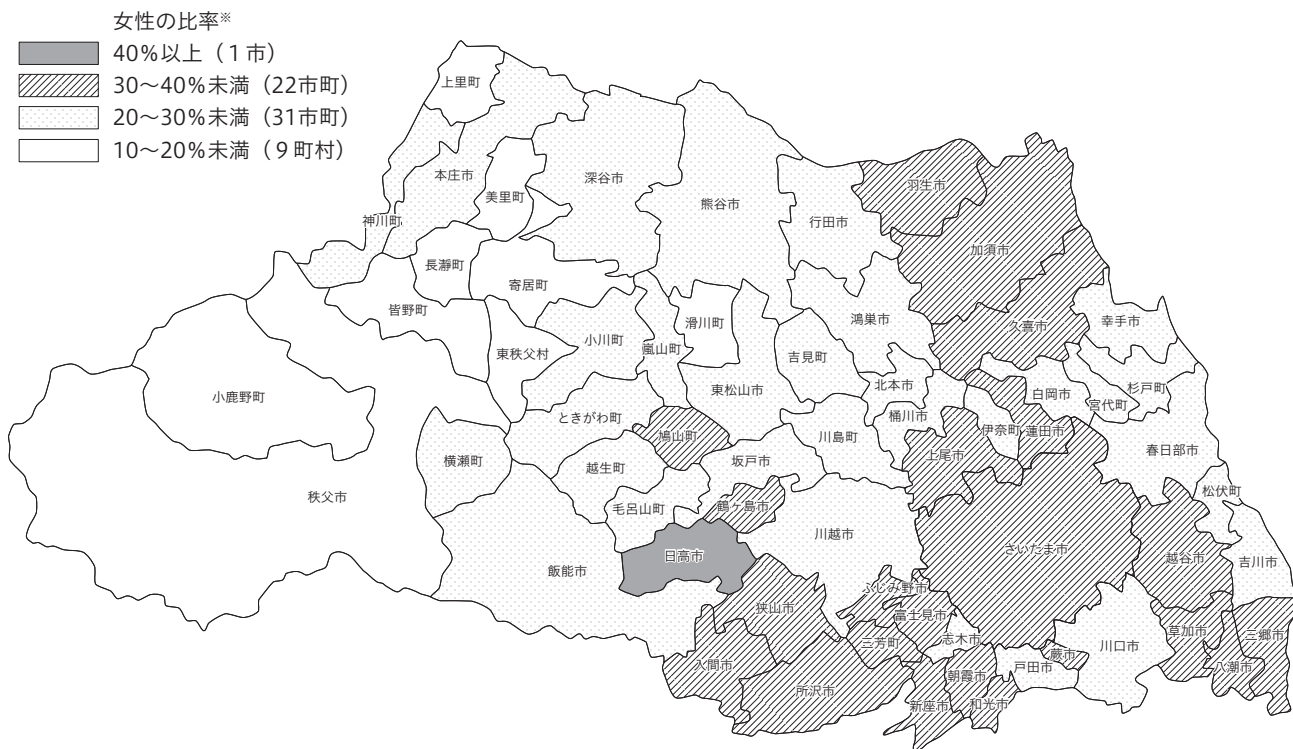 女性の比率※
40%以上（1市）
30〜40%未満（22市町）
20〜30%未満（31市町）
10〜20%未満（9町村）
上里町
本庄市
美里町
深谷市
熊谷市
行田市
羽生市
加須市
神川町
長瀞町
寄居町
皆野町
久喜市
幸手市
鴻巣市
滑川町
小川町
嵐山町
東秩父村
吉見町
北本市
白岡市
杉戸町
宮代町
小鹿野町
東松山市
桶川市
ときがわ町
鳩山町
川島町
伊奈町
蓮田市
上尾市
春日部市
横瀬町
越生町
坂戸市
秩父市
松伏町
毛呂山町
鶴ヶ島市
川越市
さいたま市
日高市
越谷市
吉川市
飯能市
ふじみ野市
狭山市
富士見市
志木市
三芳町
草加市
三郷市
川口市
蕨市
入間市
戸田市
八潮市
朝霞市
所沢市
新座市
和光市